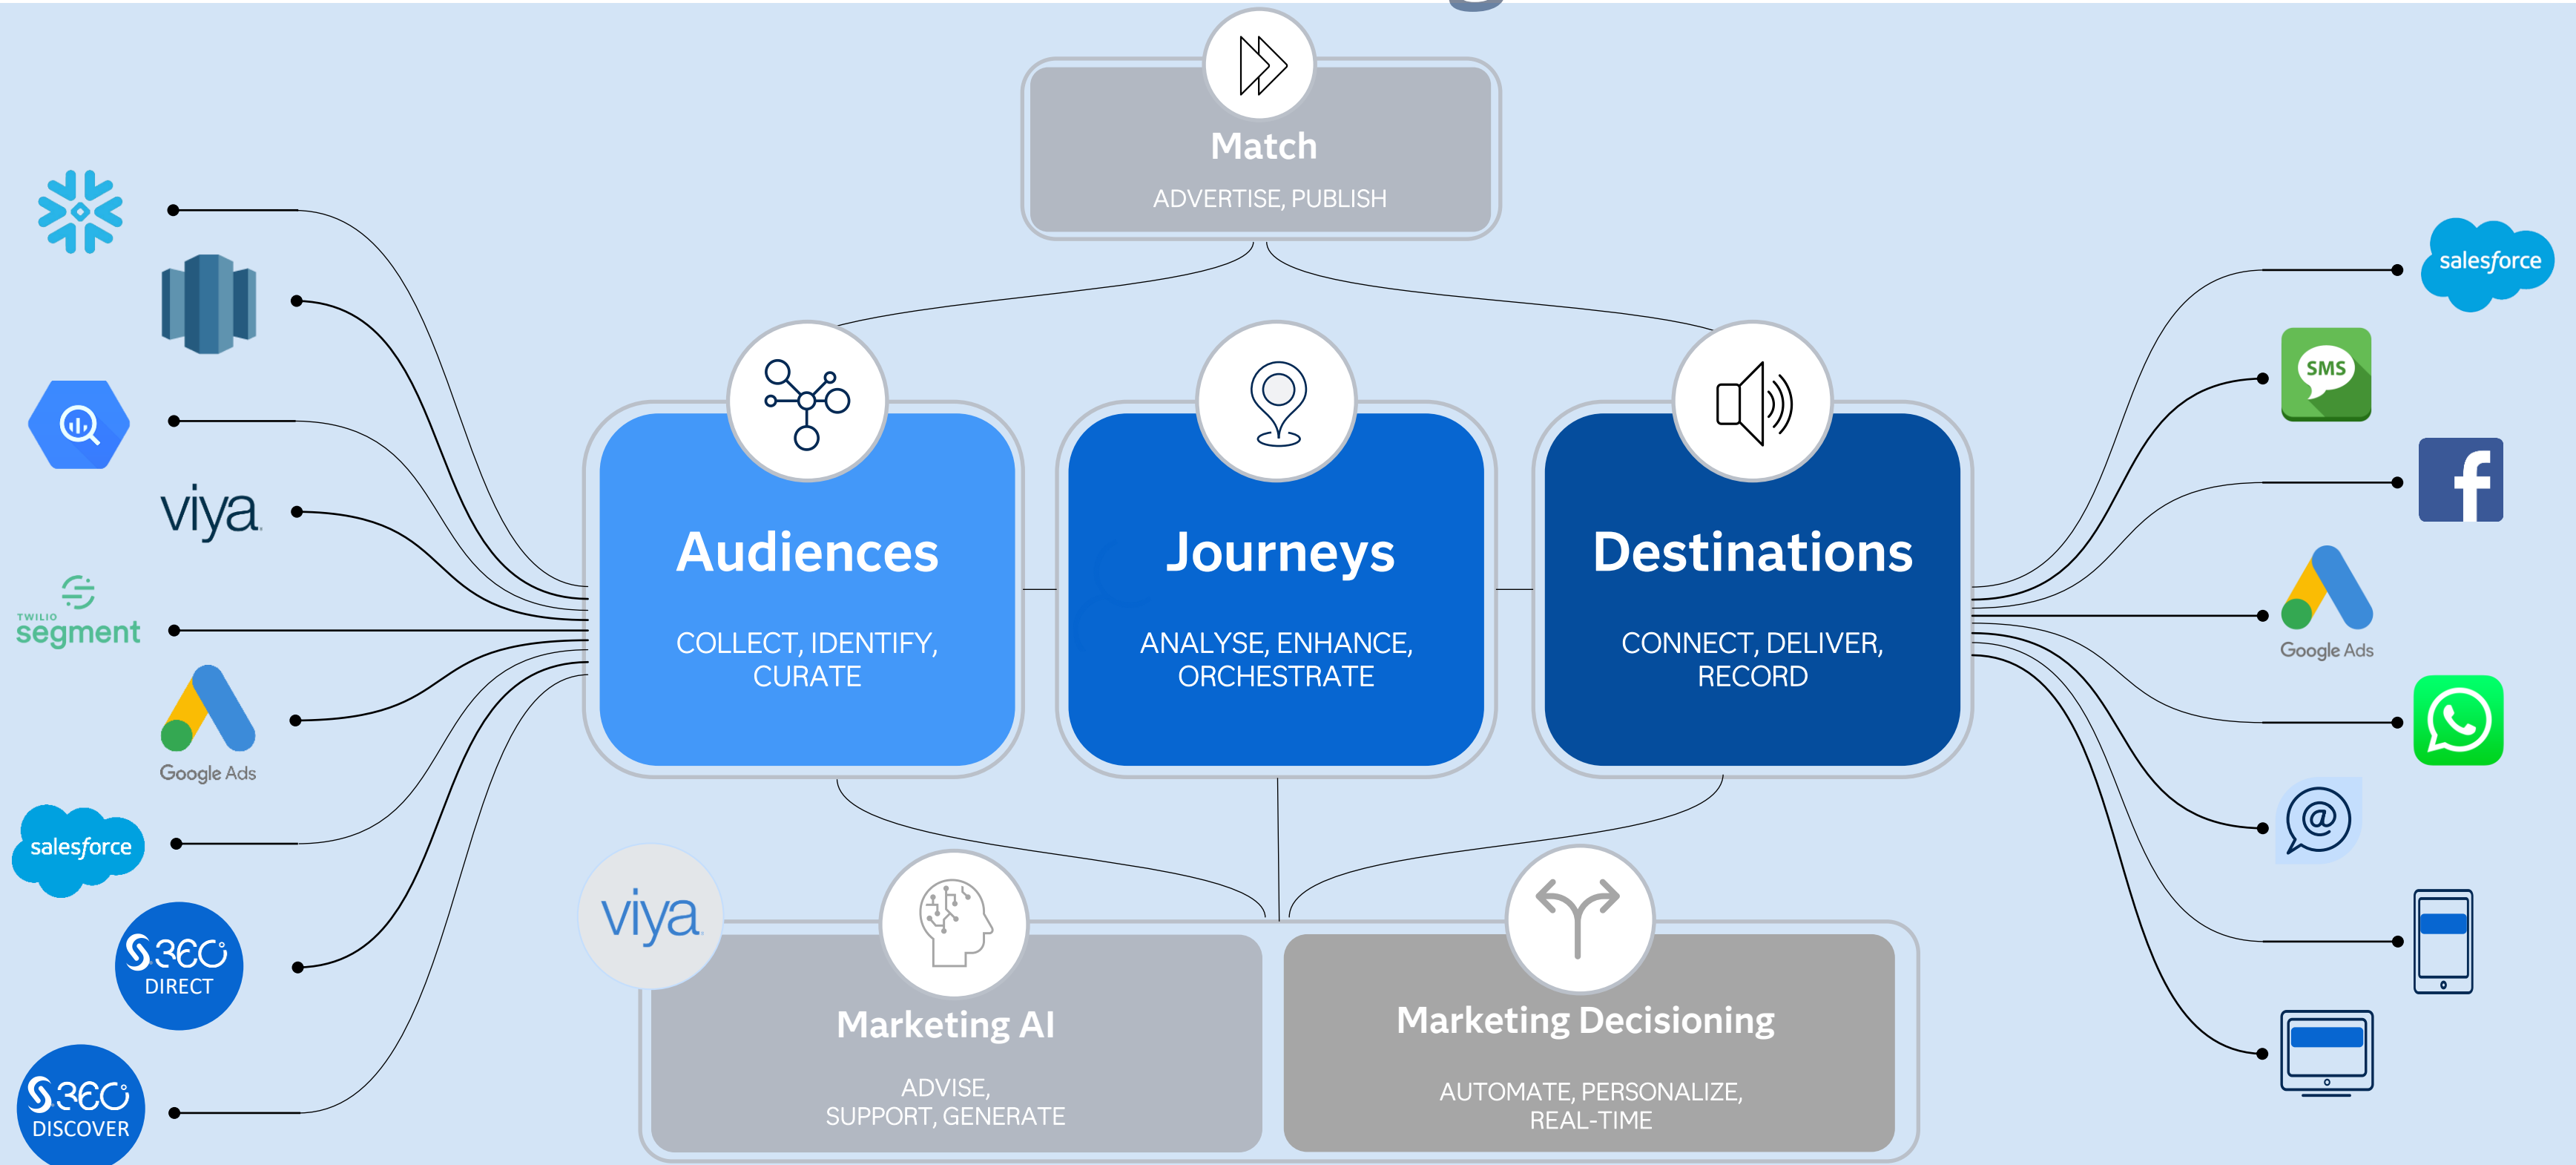 Match
ADVERTISE, PUBLISH
Audiences
COLLECT, IDENTIFY,
CURATE
Journeys
ANALYSE, ENHANCE,
ORCHESTRATE
Destinations
CONNECT, DELIVER,
RECORD
viya
Marketing AI
ADVISE,
SUPPORT, GENERATE
Marketing Decisioning
AUTOMATE, PERSONALIZE,
REAL-TIME
viya
TWILIO
segment
Google Ads
salesforce
S 360°
DIRECT
S 360°
DISCOVER
salesforce
SMS
f
Google Ads
@